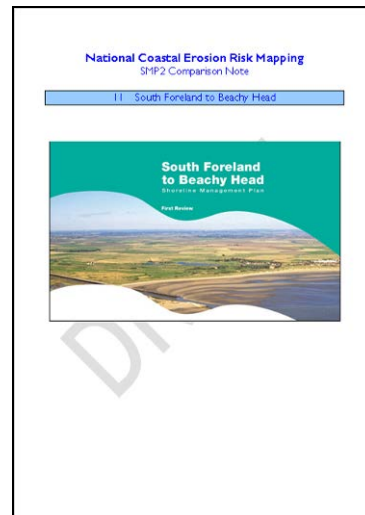 National Coastal Erosion Risk Mapping
SMP2 Comparison Note
11 South Foreland to Beachy Head
South Foreland
to Beachy Head
Shoreline Management Plan
First Review
DRAFT